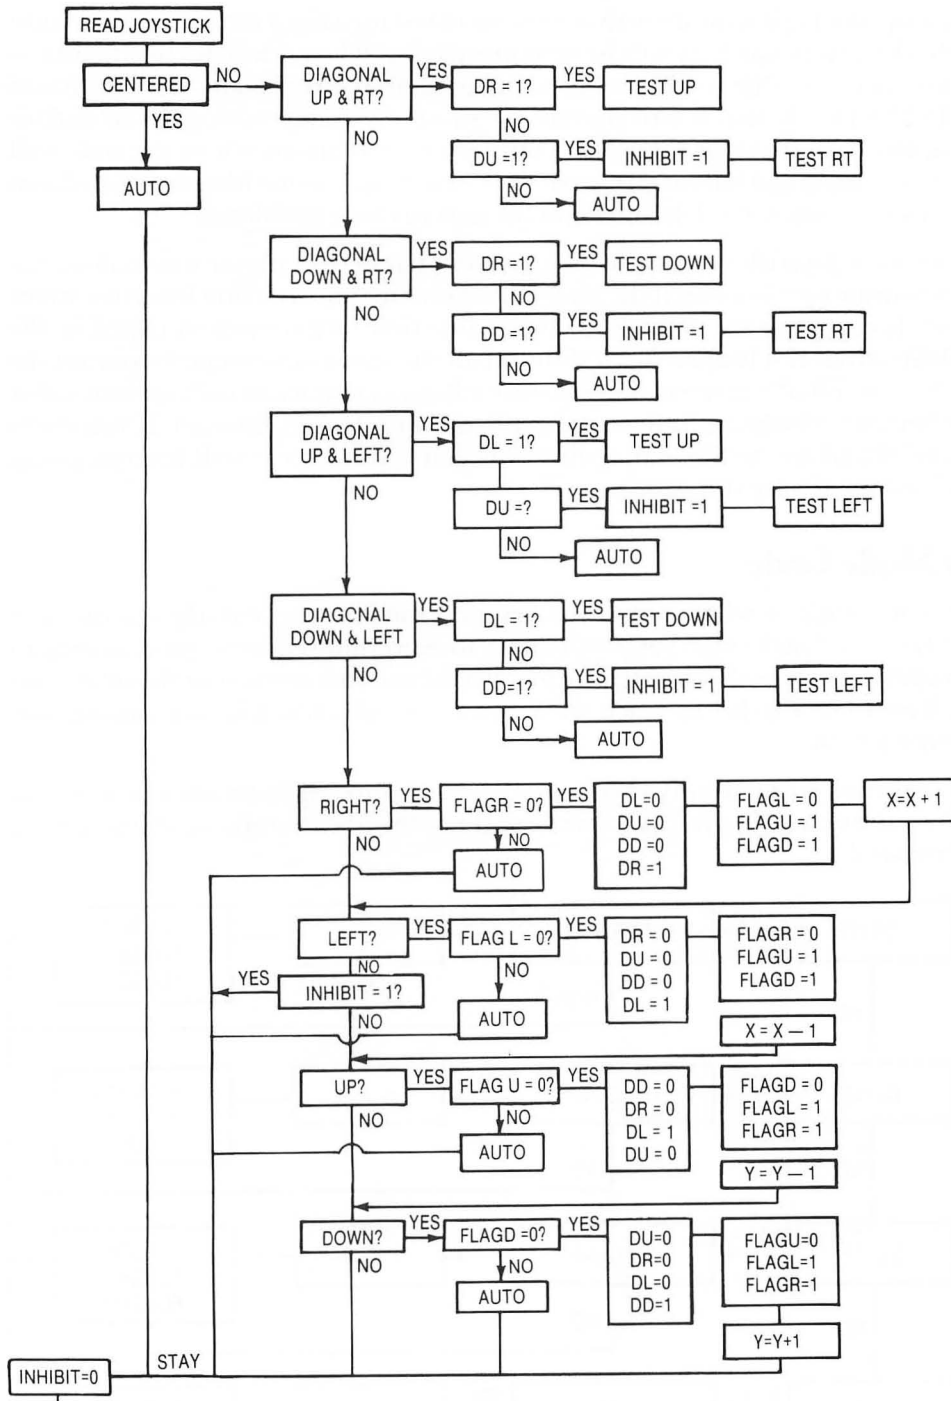 READ JOYSTICK
CENTERED
NO
DIAGONAL
UP & RT?
YES
DR = 1?
YES
TEST UP
YES
NO
NO
DU =1?
YES
INHIBIT =1
TEST RT
AUTO
NO
AUTO
DIAGONAL
DOWN & RT?
YES
DR =1?
YES
TEST DOWN
NO
NO
DD =1?
YES
INHIBIT =1
TEST RT
NO
AUTO
DIAGONAL
UP & LEFT?
YES
DL = 1?
YES
TEST UP
NO
DU =?
YES
INHIBIT =1
TEST LEFT
NO
AUTO
DIAGONAL
DOWN & LEFT
YES
DL = 1?
YES
TEST DOWN
NO
NO
DD=1?
YES
INHIBIT = 1
TEST LEFT
NO
AUTO
RIGHT?
YES
FLAGR = 0?
YES
DL=0
DU =0
DD =0
DR =1
FLAGL = 0
FLAGU = 1
FLAGD = 1
X=X + 1
NO
NO
AUTO
LEFT?
YES
FLAG L = 0?
YES
DR = 0
DU = 0
DD = 0
DL = 1
FLAGR = 0
FLAGU = 1
FLAGD =1
NO
NO
YES
INHIBIT = 1?
NO
AUTO
X = X — 1
UP?
YES
FLAG U = 0?
YES
DD = 0
DR = 0
DL = 1
DU = 0
FLAGD = 0
FLAGL = 1
FLAGR = 1
NO
NO
AUTO
Y = Y — 1
DOWN?
YES
FLAGD =0?
YES
DU=0
DR=0
DL=0
DD=1
FLAGU=0
FLAGL=1
FLAGR=1
NO
NO
AUTO
Y=Y+1
STAY
INHIBIT=0